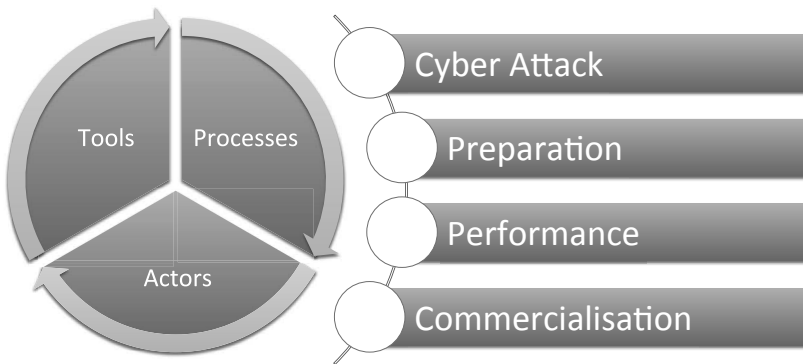 Tools
Processes
Actors
Cyber Attack
Preparation
Performance
Commercialisation